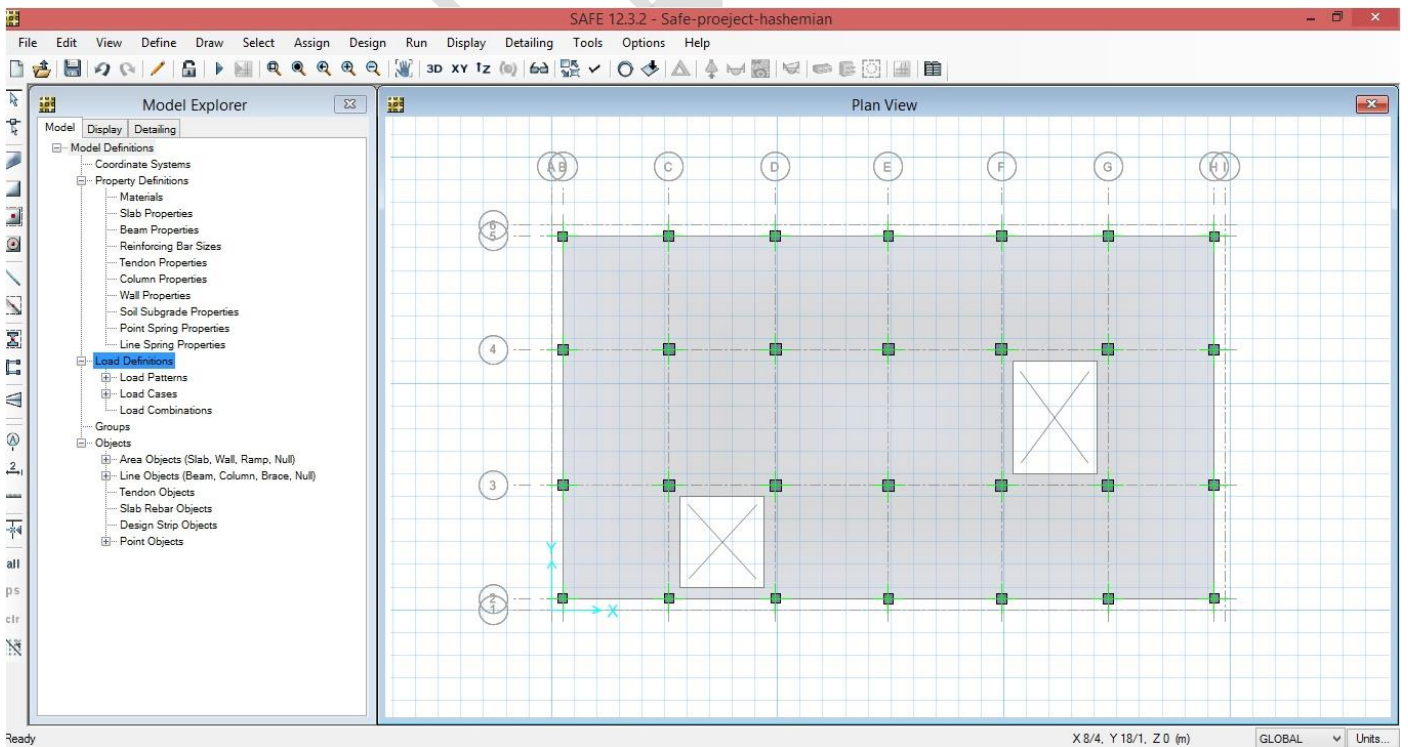 SAFE 12.3.2 - Safe-proeject-hashemian
File Edit View Define Draw Select Assign Design Run Display Detailing Tools Options Help
3D XY
Model Explorer
Model Display Detailing
Model Definitions
Coordinate Systems
Property Definitions
Materials
Slab Properties
Beam Properties
Reinforcing Bar Sizes
Tendon Properties
Column Properties
Wall Properties
Soil Subgrade Properties
Point Spring Properties
Line Spring Properties
Load Definitions
Load Patterns
Load Cases
Load Combinations
Groups
Objects
Area Objects (Slab, Wall, Ramp, Null)
Line Objects (Beam, Column, Brace, Null)
Tendon Objects
Slab Rebar Objects
Design Strip Objects
Point Objects
all
ps
clr
Plan View
A B C D E F G H I
6
5
4
3
2
1
Y
X
Ready
X 8/4, Y 18/1, Z 0 (m)
GLOBAL
Units...